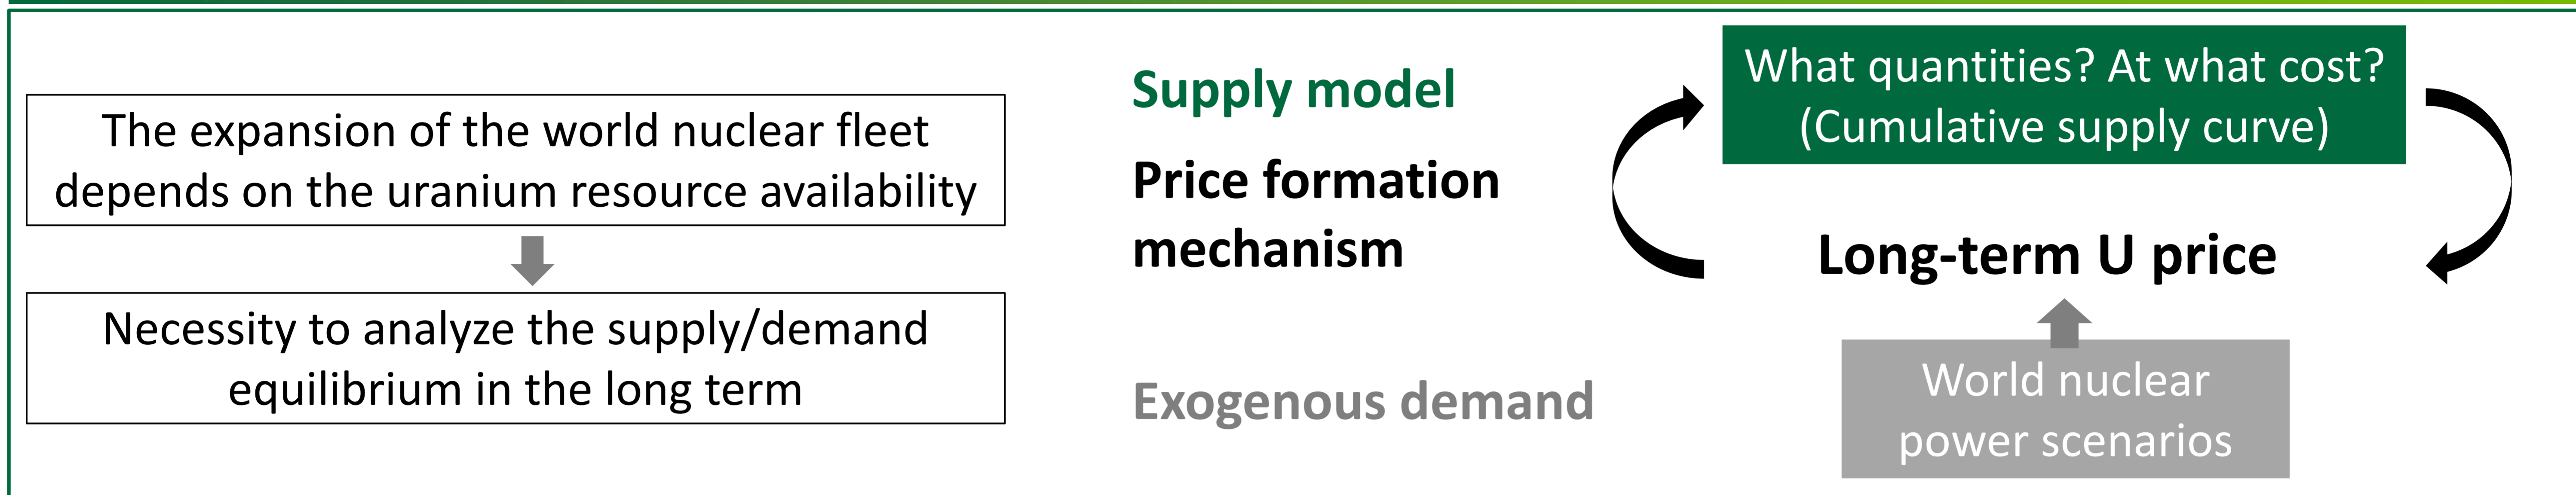 The expansion of the world nuclear fleet
depends on the uranium resource availability
Necessity to analyze the supply/demand
equilibrium in the long term
Supply model
Price formation
mechanism
Exogenous demand
What quantities? At what cost?
(Cumulative supply curve)
Long-term U price
World nuclear
power scenarios